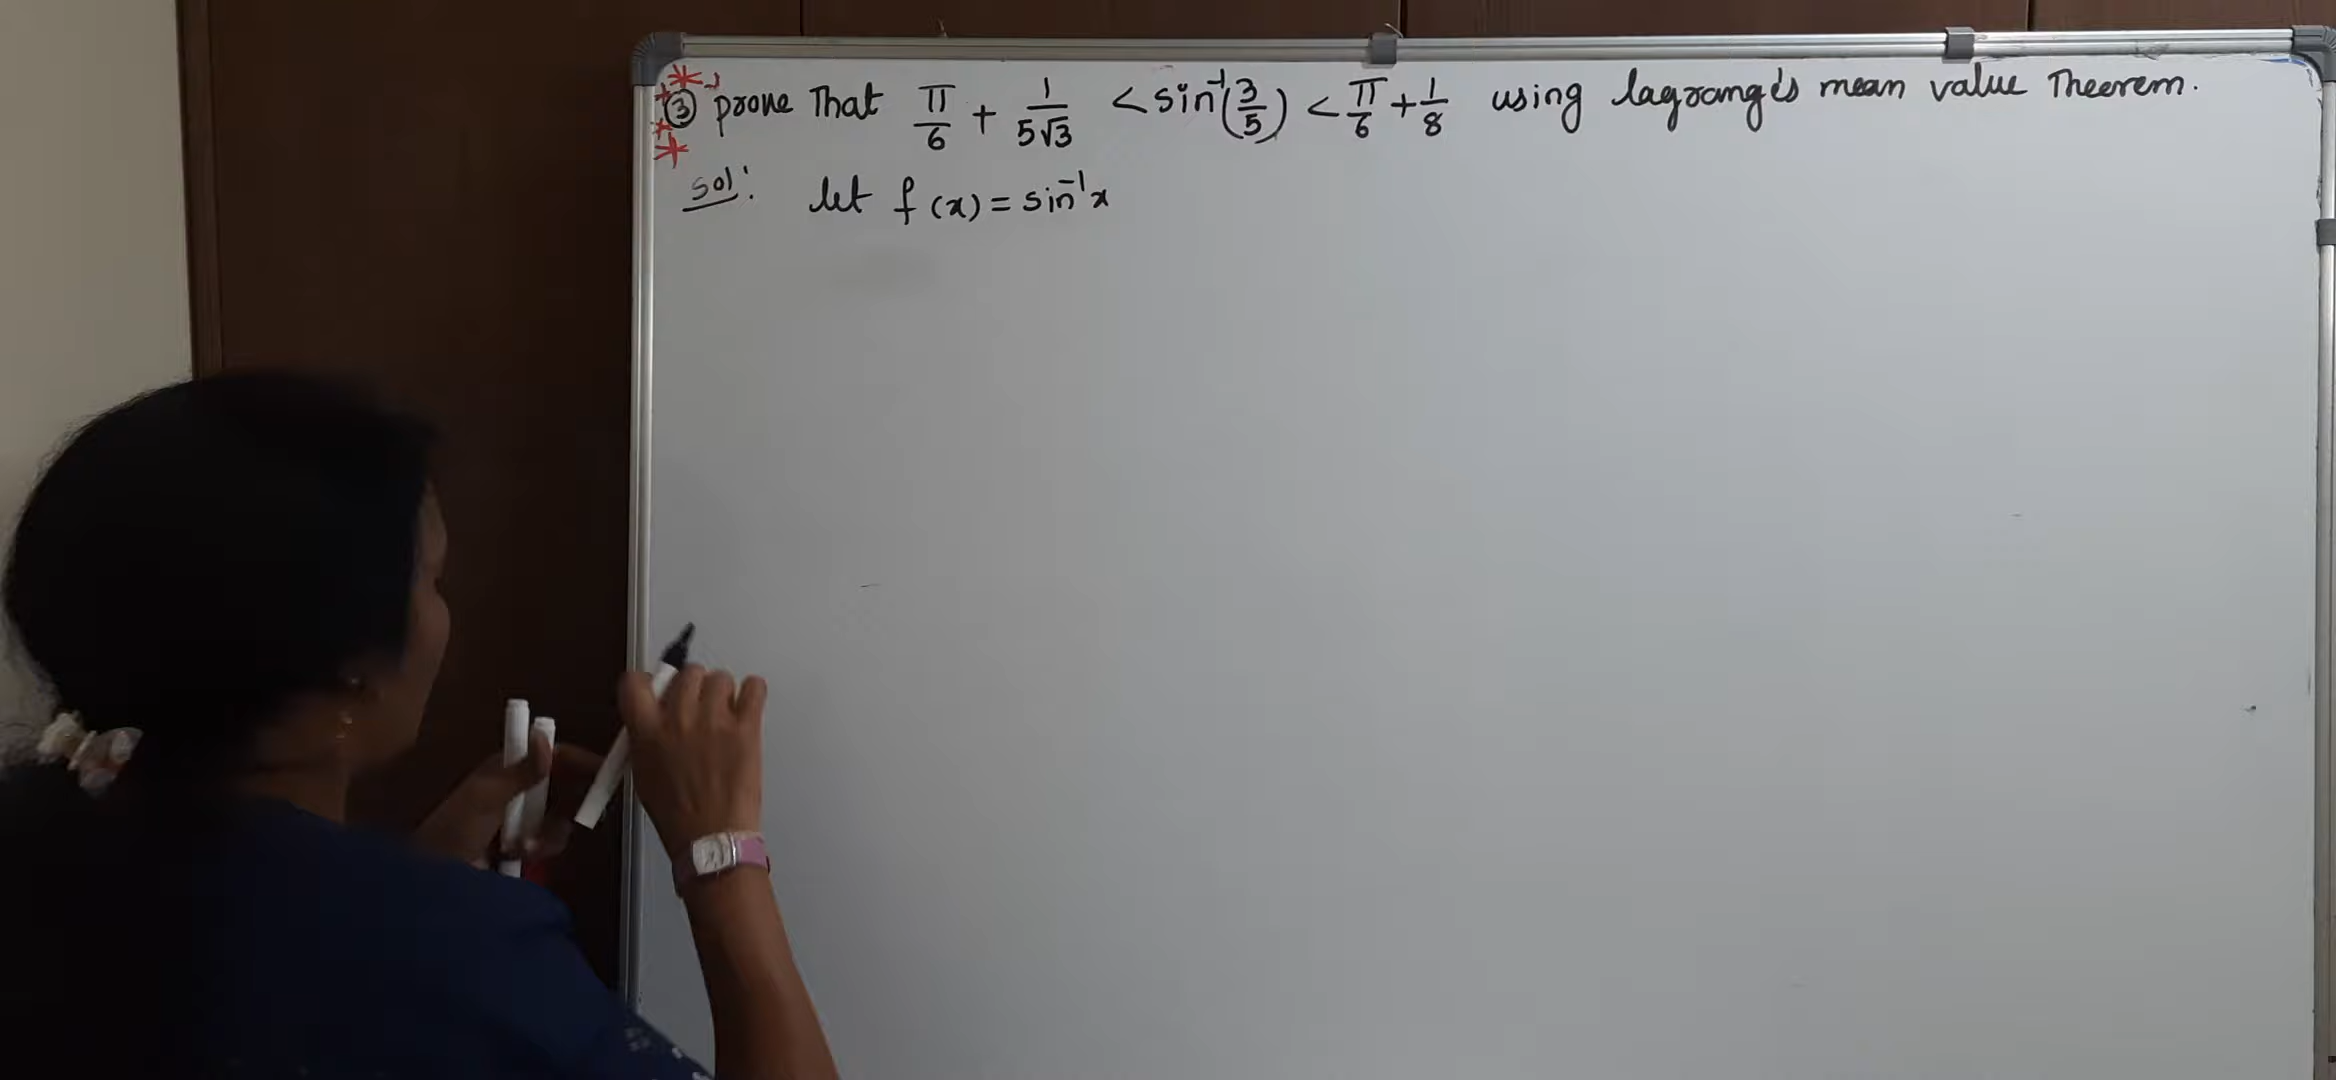 ③ prove That π/6 + 1/(5√3) < sin⁻¹(3/5) < π/6 + 1/8 using lagrange's mean value Theorem.
Sol: let f(x) = sin⁻¹x